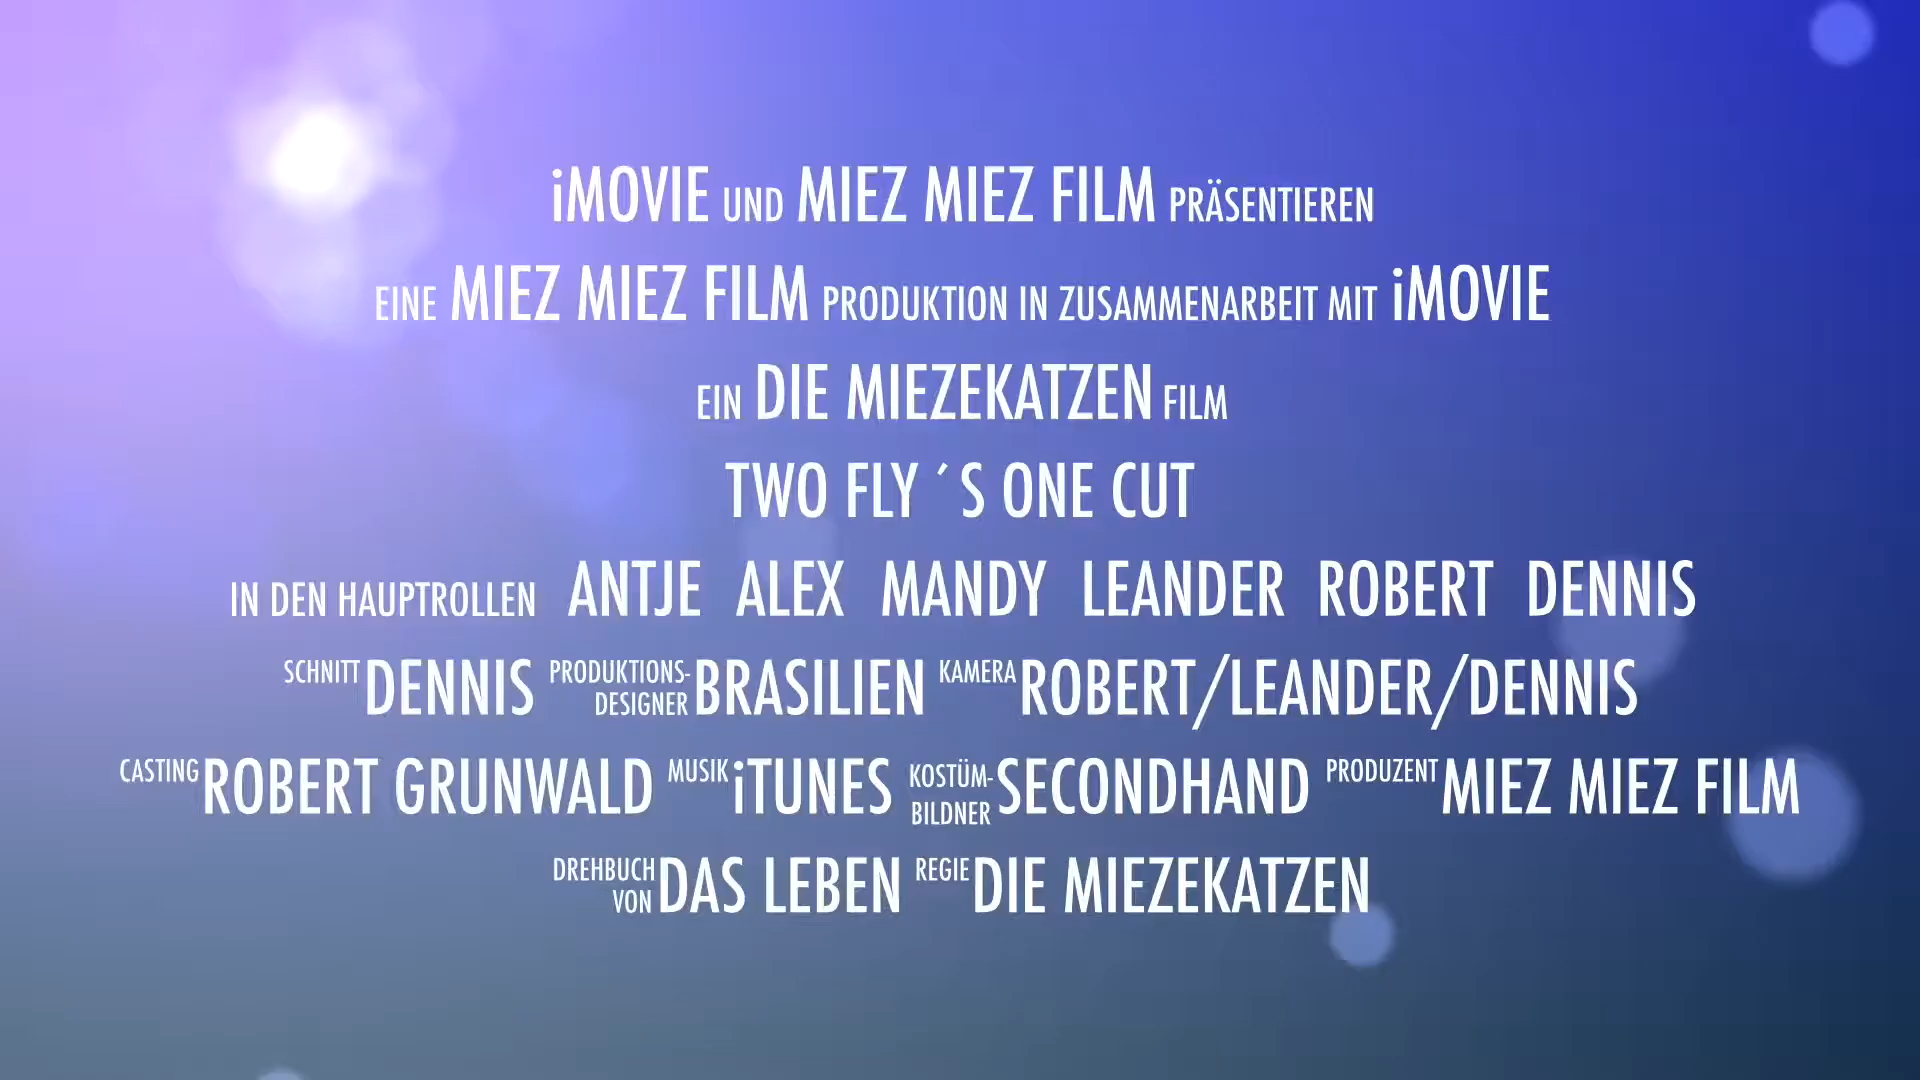 iMOVIE UND MIEZ MIEZ FILM PRÄSENTIEREN
EINE MIEZ MIEZ FILM PRODUKTION IN ZUSAMMENARBEIT MIT iMOVIE
EIN DIE MIEZEKATZEN FILM
TWO FLY ´S ONE CUT
IN DEN HAUPTROLLEN ANTJE ALEX MANDY LEANDER ROBERT DENNIS
SCHNITT DENNIS PRODUKTIONS-DESIGNER BRASILIEN KAMERA ROBERT/LEANDER/DENNIS
CASTING ROBERT GRUNWALD MUSIK iTUNES KOSTÜM-BILDNER SECONDHAND PRODUZENT MIEZ MIEZ FILM
DREHBUCH VON DAS LEBEN REGIE DIE MIEZEKATZEN